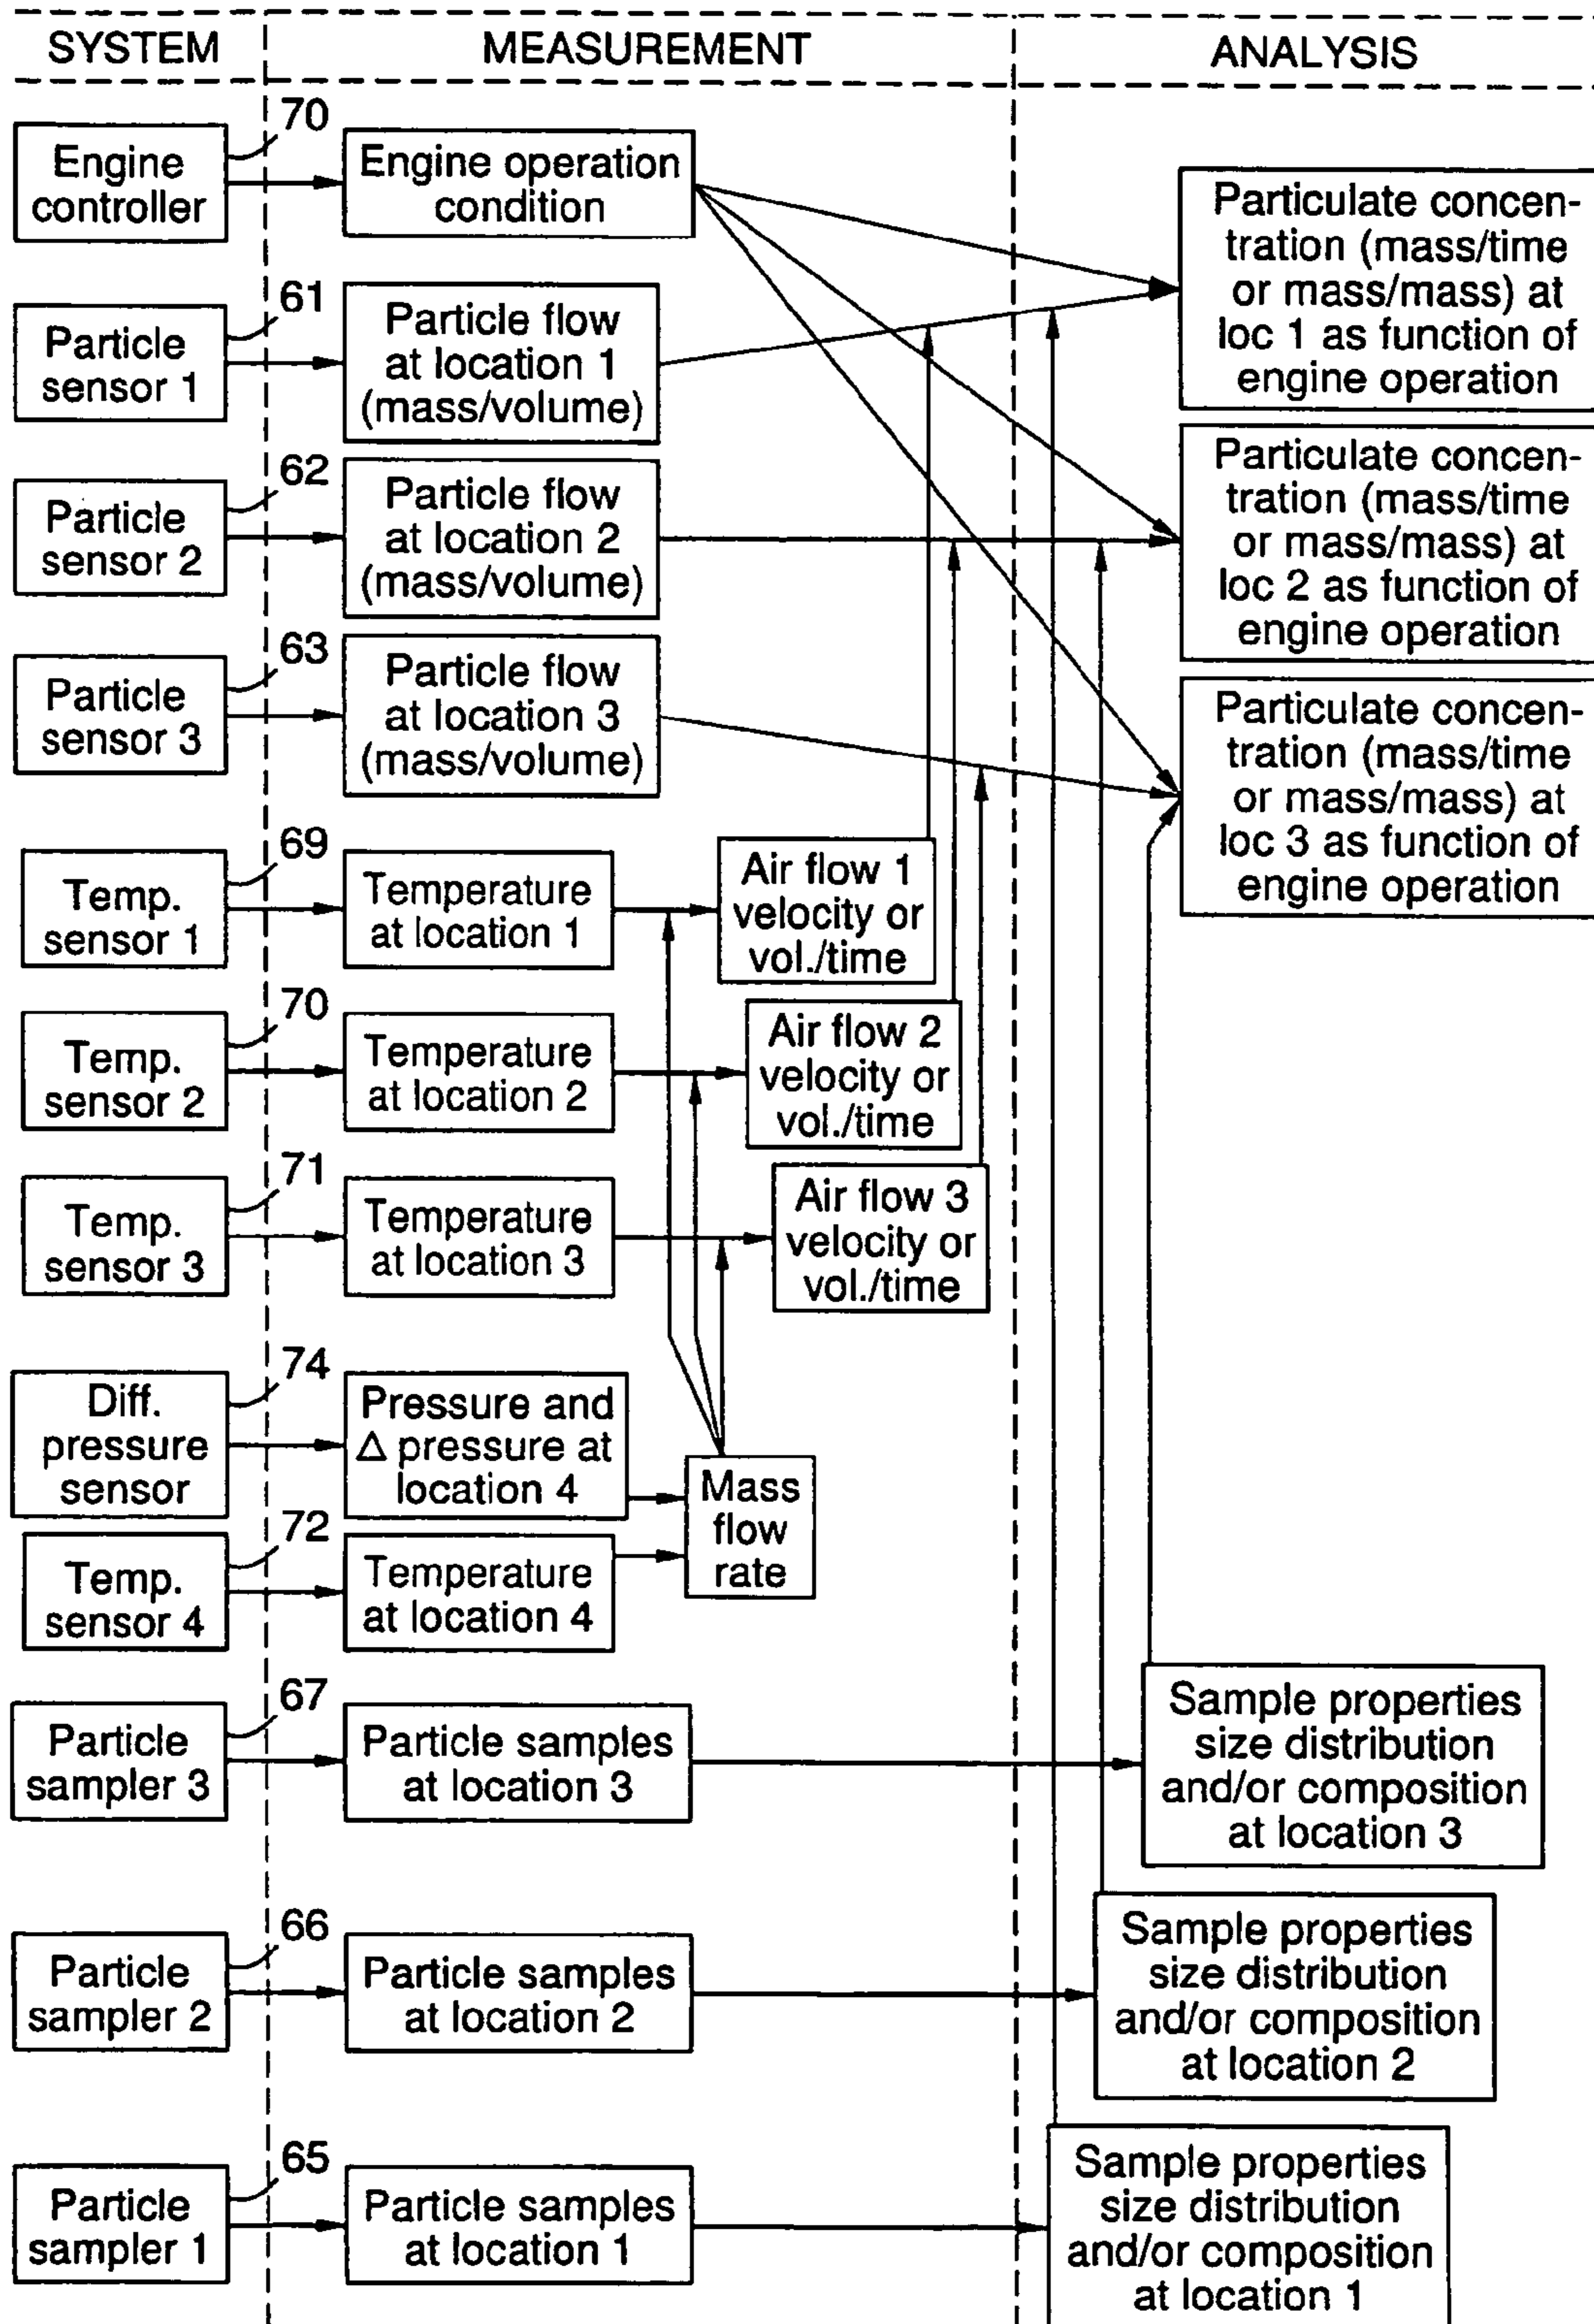 SYSTEM
MEASUREMENT
ANALYSIS
70
Engine
controller
Engine operation
condition
Particulate concen-
tration (mass/time
or mass/mass) at
loc 1 as function of
engine operation
61
Particle
sensor 1
Particle flow
at location 1
(mass/volume)
62
Particle
sensor 2
Particle flow
at location 2
(mass/volume)
Particulate concen-
tration (mass/time
or mass/mass) at
loc 2 as function of
engine operation
63
Particle
sensor 3
Particle flow
at location 3
(mass/volume)
Particulate concen-
tration (mass/time
or mass/mass) at
loc 3 as function of
engine operation
69
Temp.
sensor 1
Temperature
at location 1
Air flow 1
velocity or
vol./time
70
Temp.
sensor 2
Temperature
at location 2
Air flow 2
velocity or
vol./time
71
Temp.
sensor 3
Temperature
at location 3
Air flow 3
velocity or
vol./time
74
Diff.
pressure
sensor
Pressure and
Δ pressure at
location 4
Mass
flow
rate
72
Temp.
sensor 4
Temperature
at location 4
67
Particle
sampler 3
Particle samples
at location 3
Sample properties
size distribution
and/or composition
at location 3
66
Particle
sampler 2
Particle samples
at location 2
Sample properties
size distribution
and/or composition
at location 2
65
Particle
sampler 1
Particle samples
at location 1
Sample properties
size distribution
and/or composition
at location 1